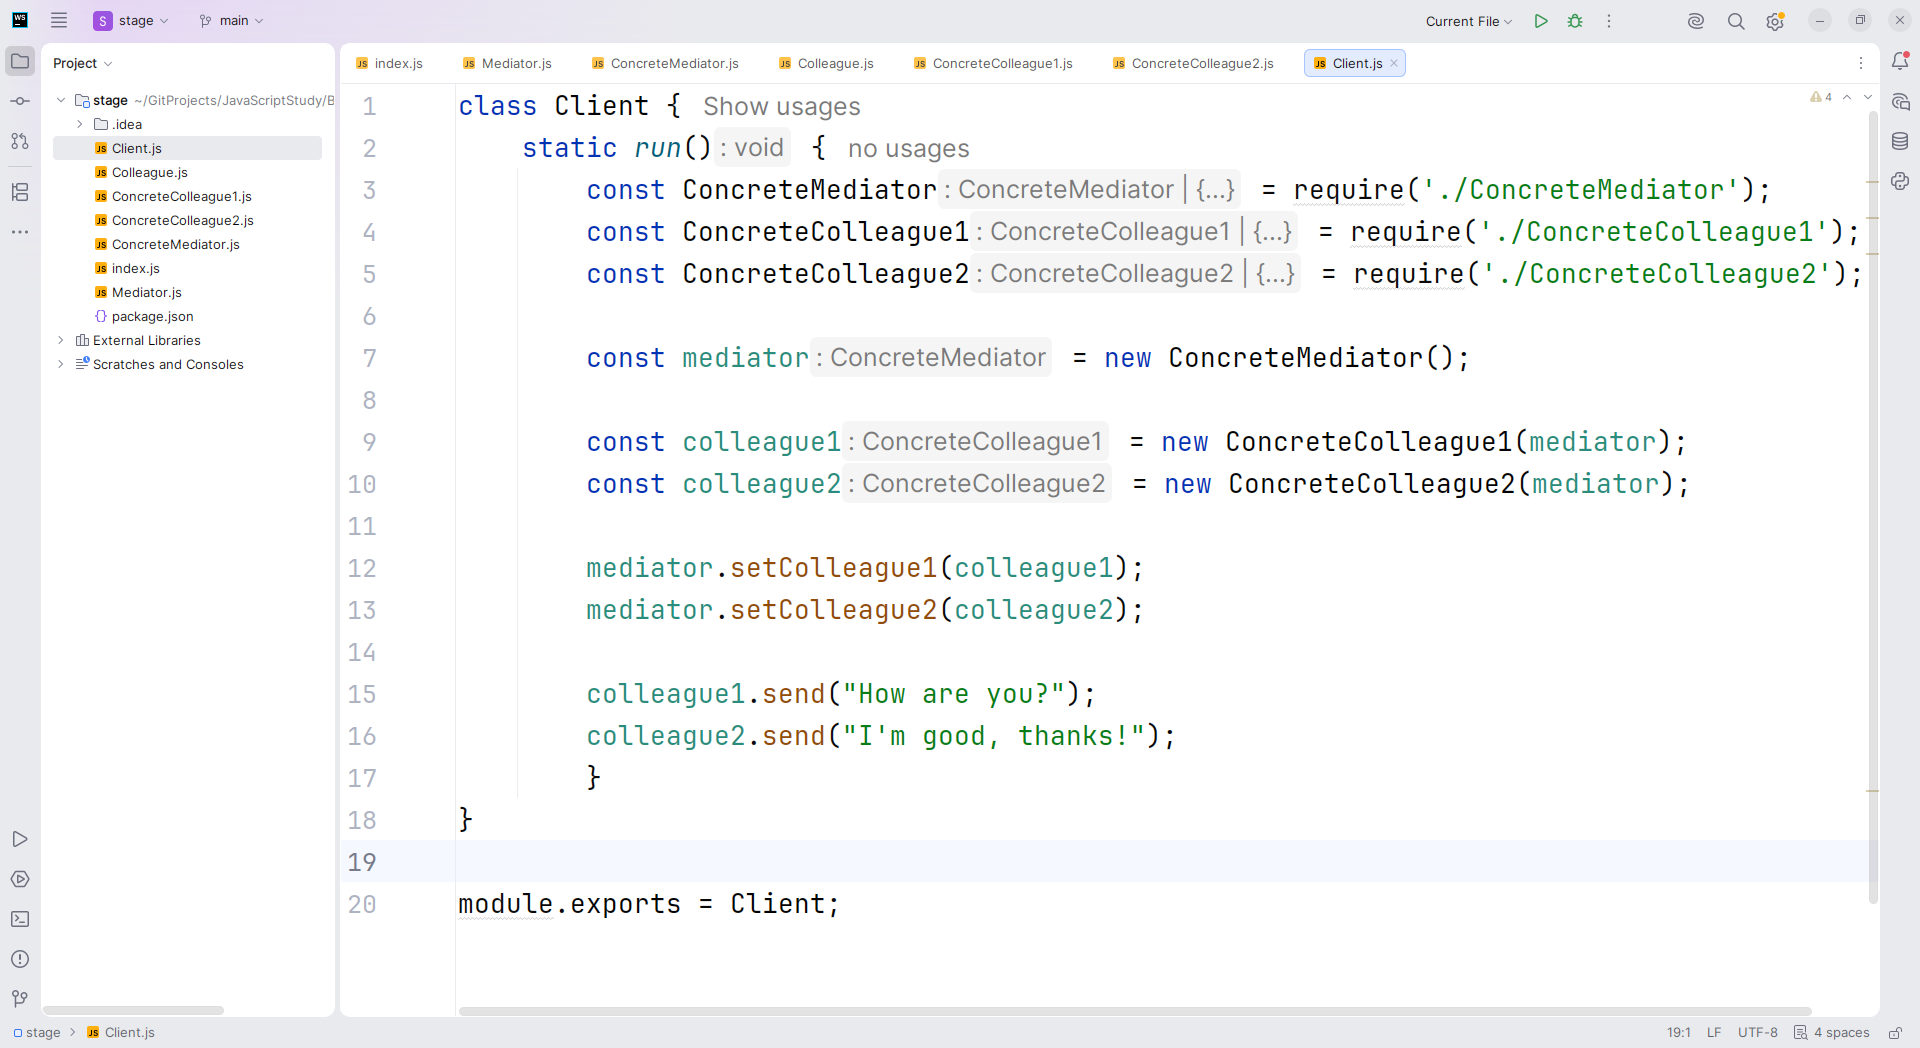 WS
S stage main Current File
Project
index.js Mediator.js ConcreteMediator.js Colleague.js ConcreteColleague1.js ConcreteColleague2.js Client.js
stage ~/GitProjects/JavaScriptStudy/B
.idea
Client.js
Colleague.js
ConcreteColleague1.js
ConcreteColleague2.js
ConcreteMediator.js
index.js
Mediator.js
package.json
External Libraries
Scratches and Consoles
4
1 class Client { Show usages
2 static run() : void { no usages
3 const ConcreteMediator : ConcreteMediator | {...} = require('./ConcreteMediator');
4 const ConcreteColleague1 : ConcreteColleague1 | {...} = require('./ConcreteColleague1');
5 const ConcreteColleague2 : ConcreteColleague2 | {...} = require('./ConcreteColleague2');
6
7 const mediator : ConcreteMediator = new ConcreteMediator();
8
9 const colleague1 : ConcreteColleague1 = new ConcreteColleague1(mediator);
10 const colleague2 : ConcreteColleague2 = new ConcreteColleague2(mediator);
11
12 mediator.setColleague1(colleague1);
13 mediator.setColleague2(colleague2);
14
15 colleague1.send("How are you?");
16 colleague2.send("I'm good, thanks!");
17 }
18 }
19
20 module.exports = Client;
stage Client.js 19:1 LF UTF-8 4 spaces